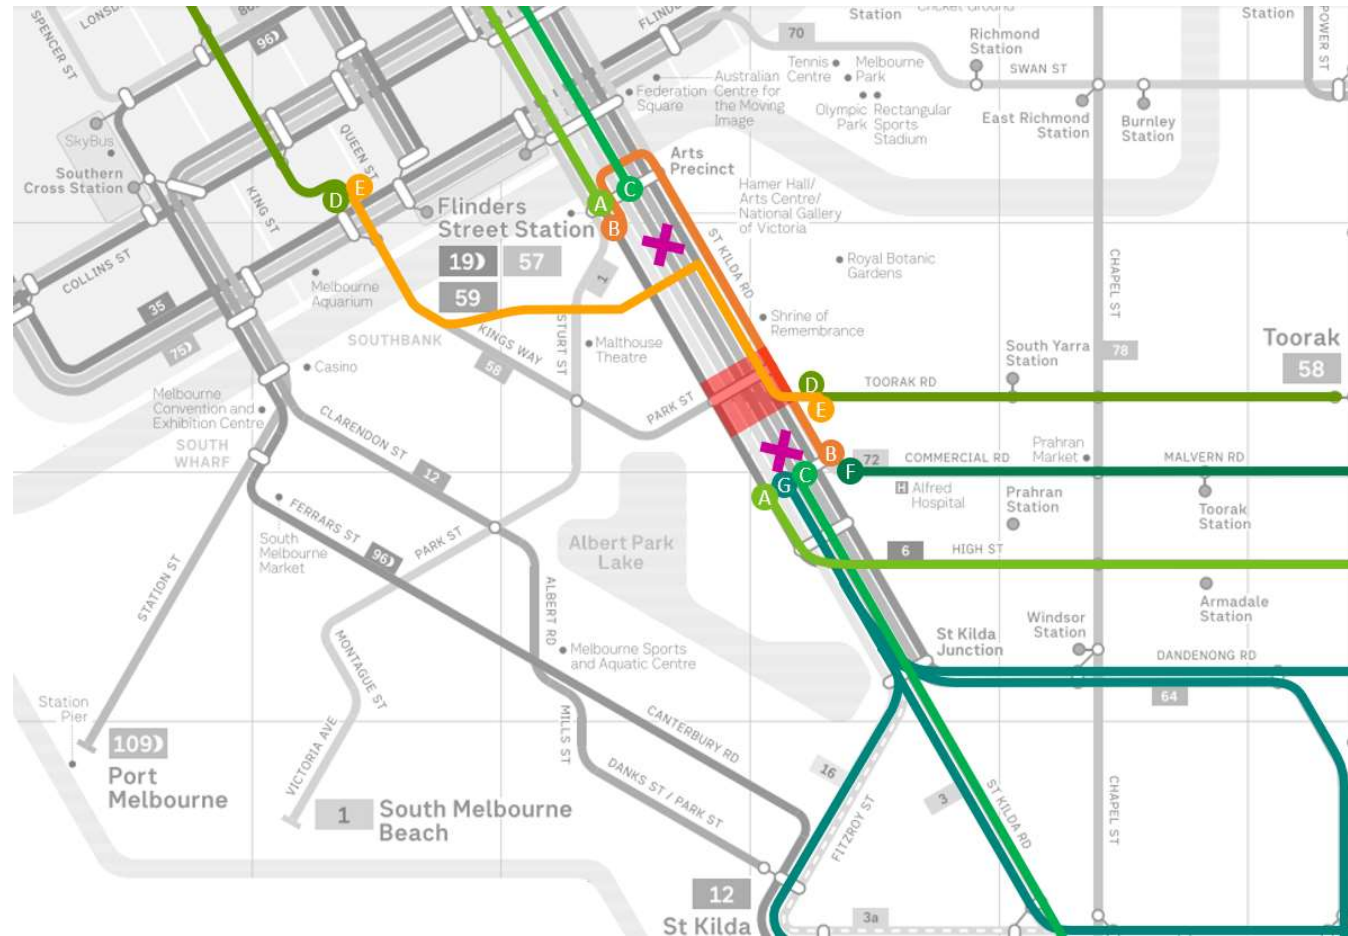 SPENCER ST
LONSD
BOU
96
FLINDE
Station
Cricket Ground
Station
POWER ST
70
Richmond
Station
SWAN ST
Tennis
Centre
Melbourne
Park
Olympic
Park
Rectangular
Sports
Stadium
East Richmond
Station
Burnley
Station
Federation
Square
Australian
Centre for
the Moving
Image
SkyBus
Southern
Cross Station
QUEEN ST
KING ST
COLLINS ST
35
75
D
E
Flinders
Street Station
19
57
59
A
B
C
Arts
Precinct
Hamer Hall/
Arts Centre/
National Gallery
of Victoria
ST KILDA RD
Royal Botanic
Gardens
Shrine of
Remembrance
CHAPEL ST
Melbourne
Aquarium
SOUTHBANK
KINGS WAY
58
STURT ST
1
Malthouse
Theatre
PARK ST
Casino
Melbourne
Convention and
Exhibition Centre
SOUTH
WHARF
CLARENDON ST
12
South Yarra
Station
78
Toorak
58
D
E
TOORAK RD
B
F
72
COMMERCIAL RD
Prahran
Market
MALVERN RD
G
C
A
H
Alfred
Hospital
Prahran
Station
Toorak
Station
6
HIGH ST
Armadale
Station
Windsor
Station
St Kilda
Junction
DANDENONG RD
64
Albert Park
Lake
FERRARS ST
96
PARK ST
South
Melbourne
Market
STATION ST
ALBERT RD
Melbourne Sports
and Aquatic Centre
MONTAGUE ST
CANTERBURY RD
MILLS ST
DANKS ST / PARK ST
VICTORIA AVE
Station
Pier
109
Port
Melbourne
1
South Melbourne
Beach
16
FITZROY ST
3
ST KILDA RD
CHAPEL ST
12
St Kilda
3a